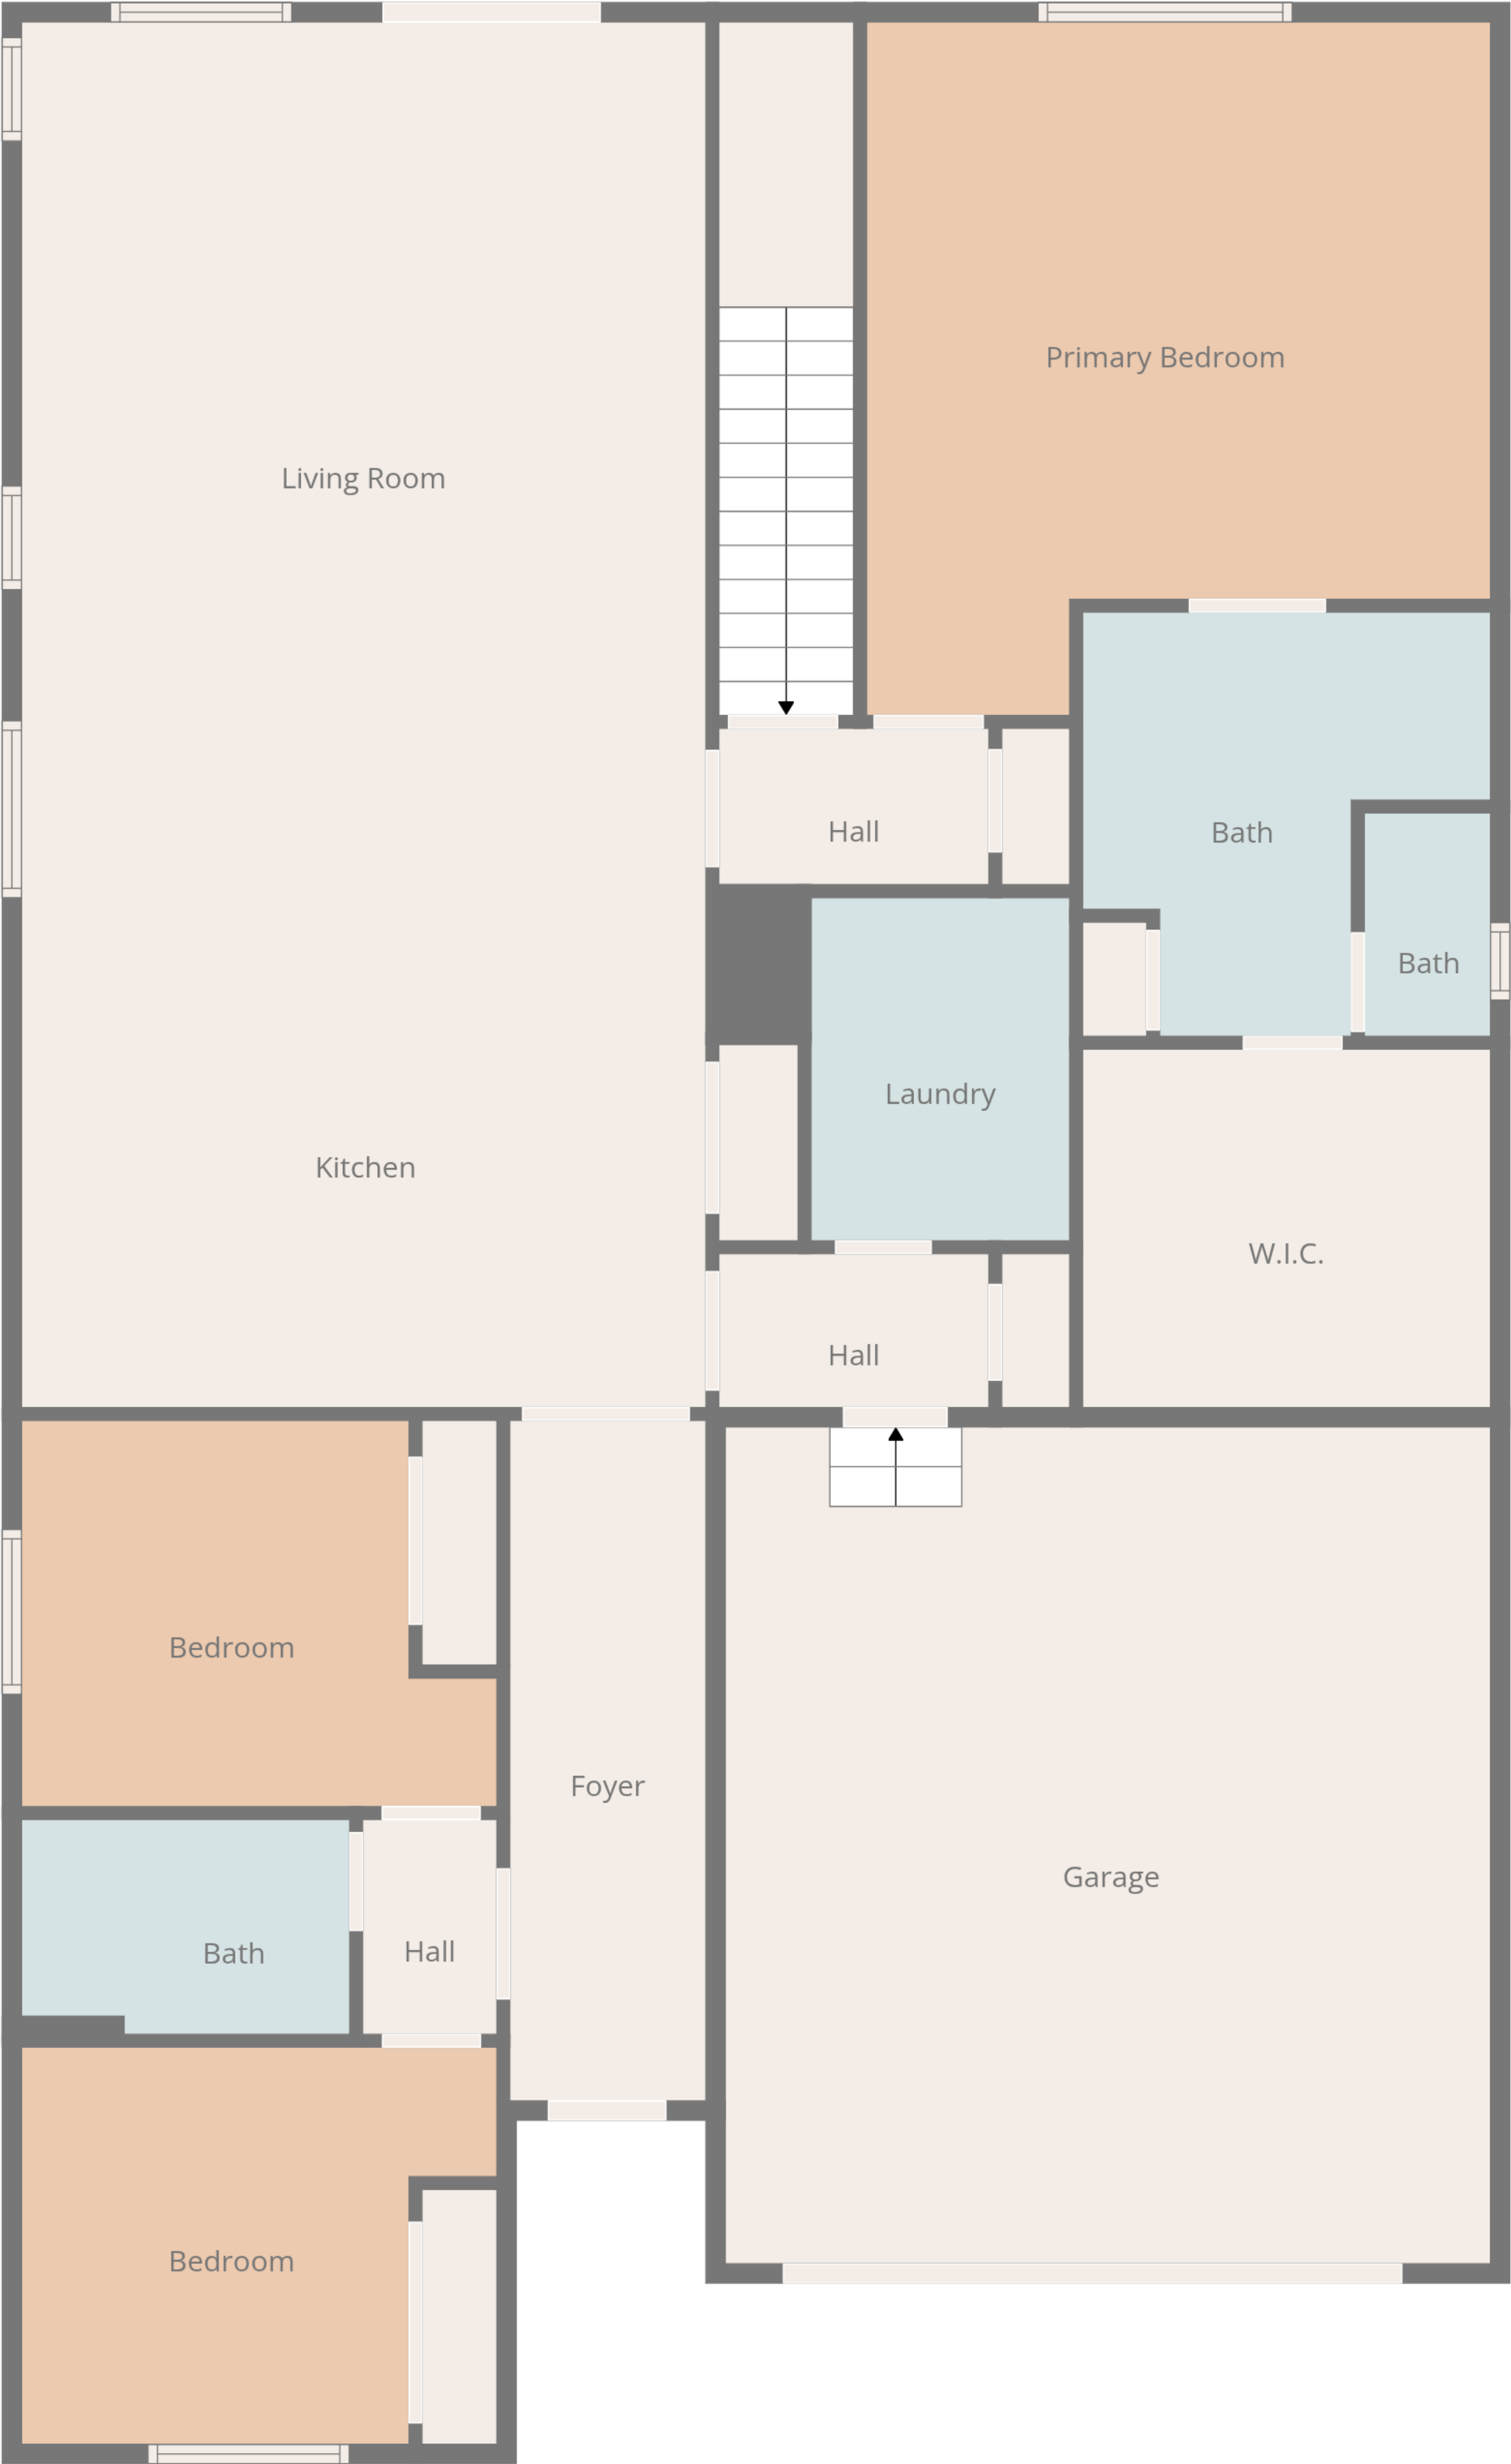 Primary Bedroom
Living Room
Hall
Bath
Bath
Laundry
Kitchen
W.I.C.
Hall
Bedroom
Foyer
Garage
Bath
Hall
Bedroom